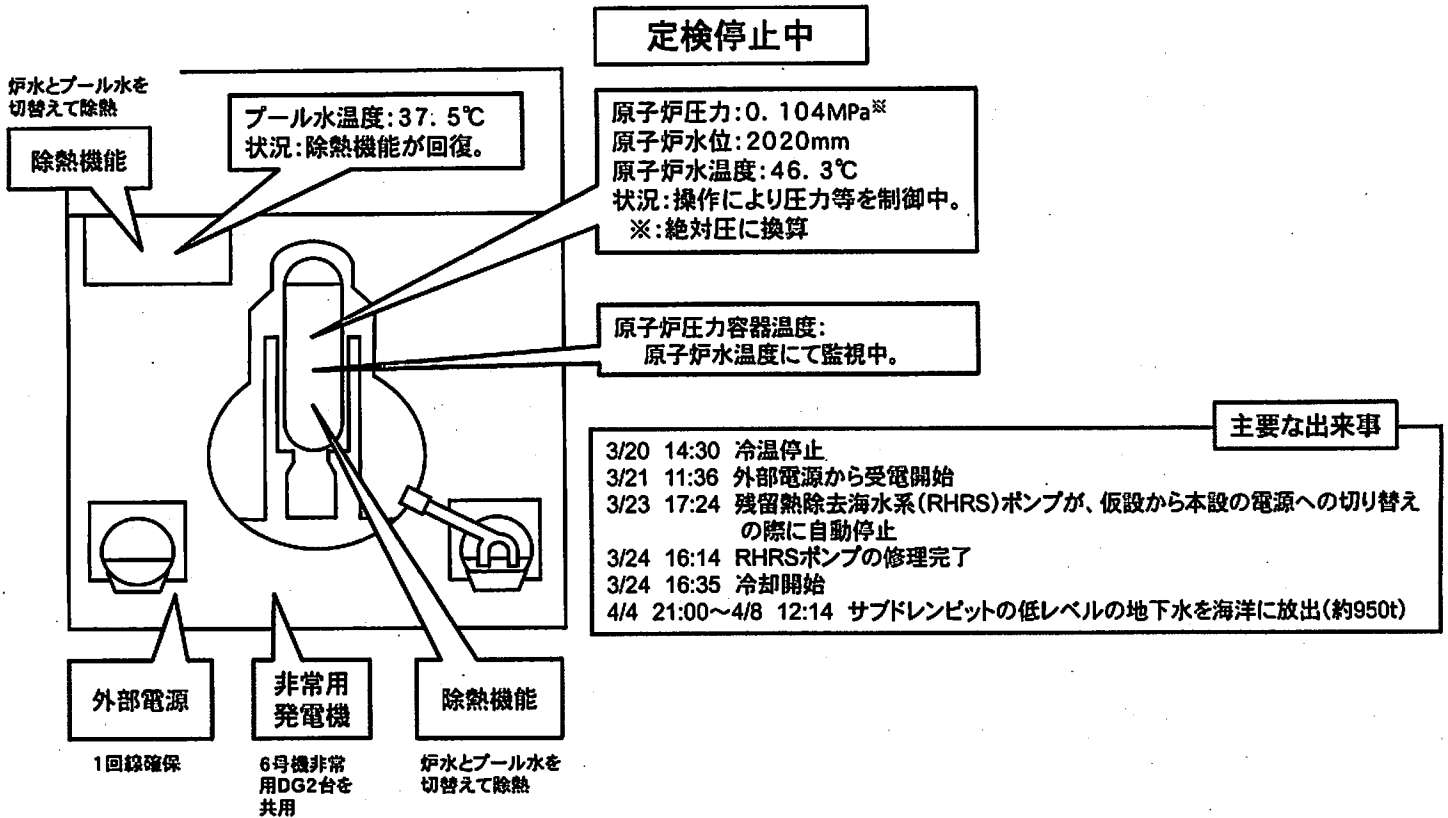 定検停止中
炉水とプール水を
切替えて除熱
除熱機能
プール水温度:37. 5℃
状況:除熱機能が回復。
原子炉圧力:0. 104MPa※
原子炉水位:2020mm
原子炉水温度:46. 3℃
状況:操作により圧力等を制御中。
※:絶対圧に換算
原子炉圧力容器温度:
原子炉水温度にて監視中。
主要な出来事
3/20 14:30 冷温停止
3/21 11:36 外部電源から受電開始
3/23 17:24 残留熱除去海水系(RHRS)ポンプが、仮設から本設の電源への切り替え
の際に自動停止
3/24 16:14 RHRSポンプの修理完了
3/24 16:35 冷却開始
4/4 21:00~4/8 12:14 サブドレンピットの低レベルの地下水を海洋に放出(約950t)
外部電源
1回線確保
非常用
発電機
6号機非常
用DG2台を
共用
除熱機能
炉水とプール水を
切替えて除熱